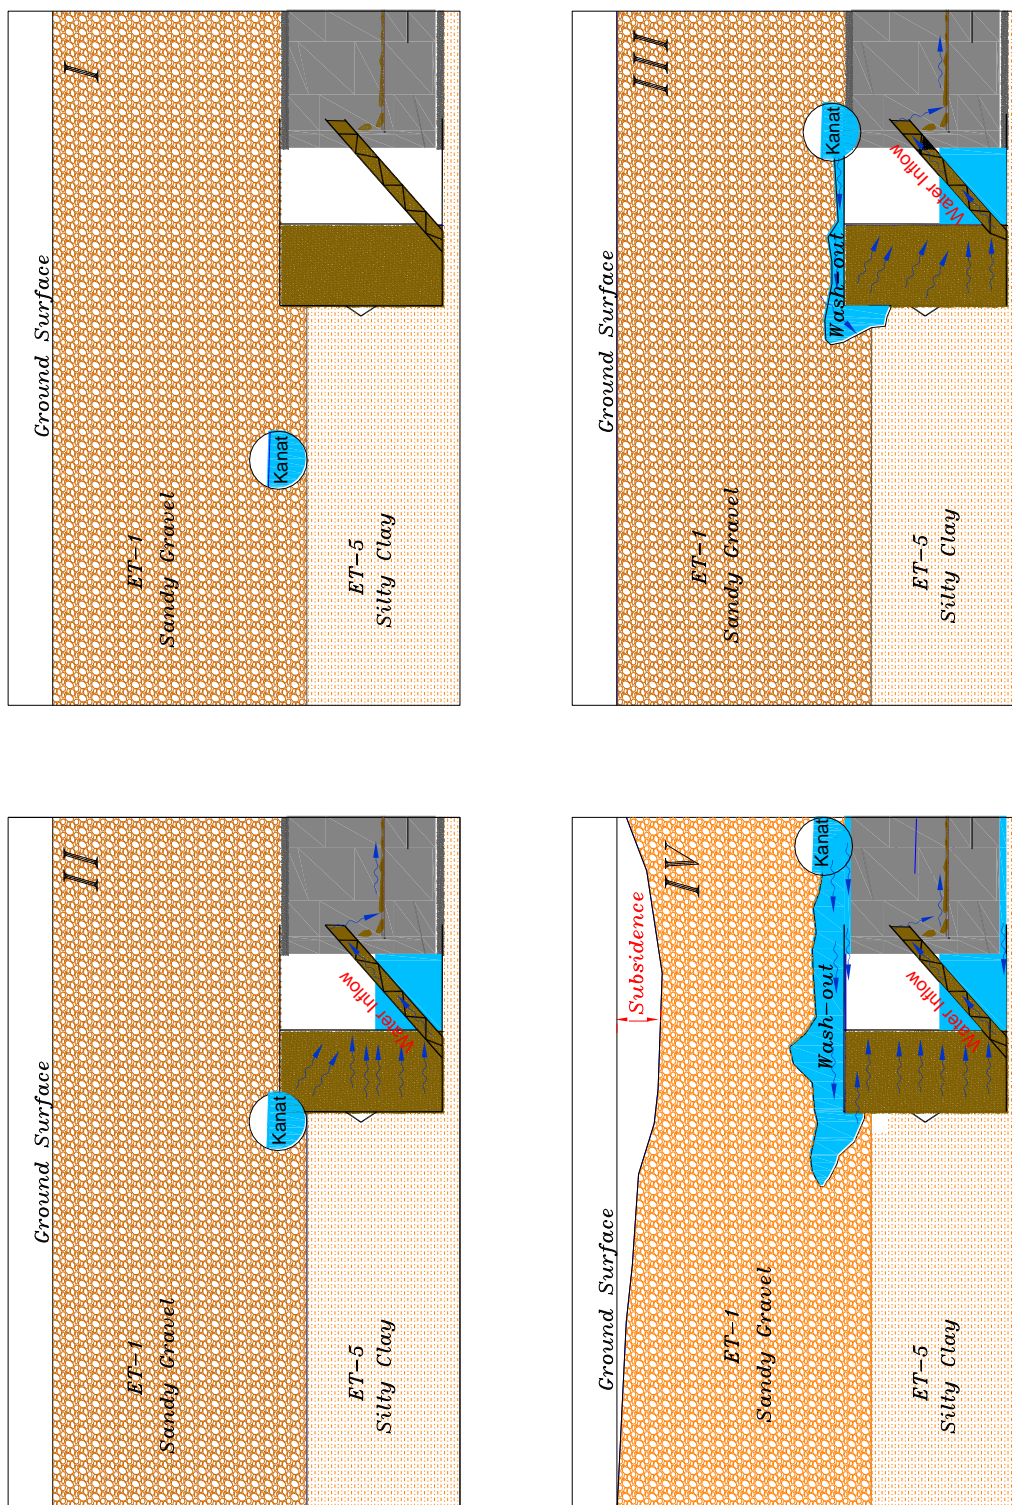 I
Ground Surface
ET-1
Sandy Gravel
Kanat
ET-5
Silty Clay
II
Ground Surface
ET-1
Sandy Gravel
Kanat
Water Inflow
ET-5
Silty Clay
III
Ground Surface
ET-1
Sandy Gravel
Kanat
Wash-out
Water Inflow
ET-5
Silty Clay
IV
Ground Surface
Subsidence
ET-1
Sandy Gravel
Kanat
Wash-out
Water Inflow
ET-5
Silty Clay